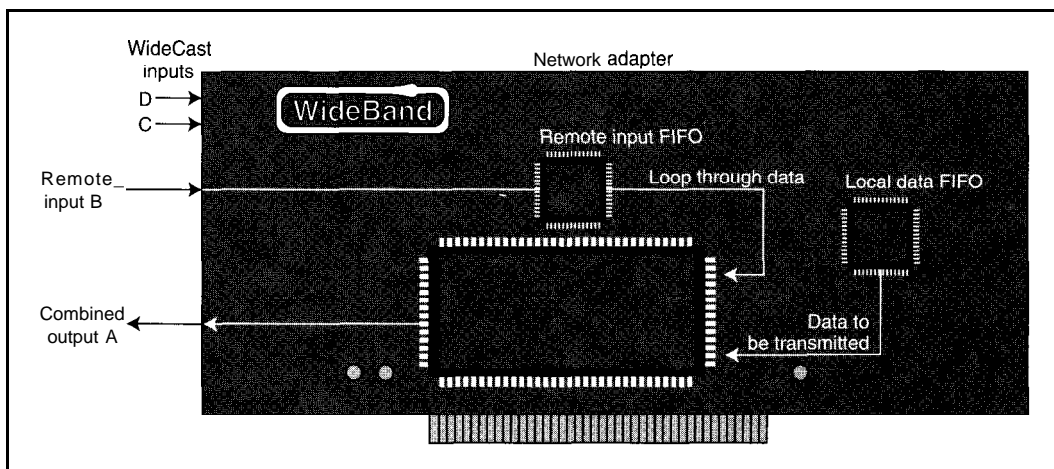 WideCast
inputs
Network adapter
D
C
WideBand
Remote input FIFO
Remote_
input B
Loop through data
Local data FIFO
Combined
output A
Data to
be transmitted